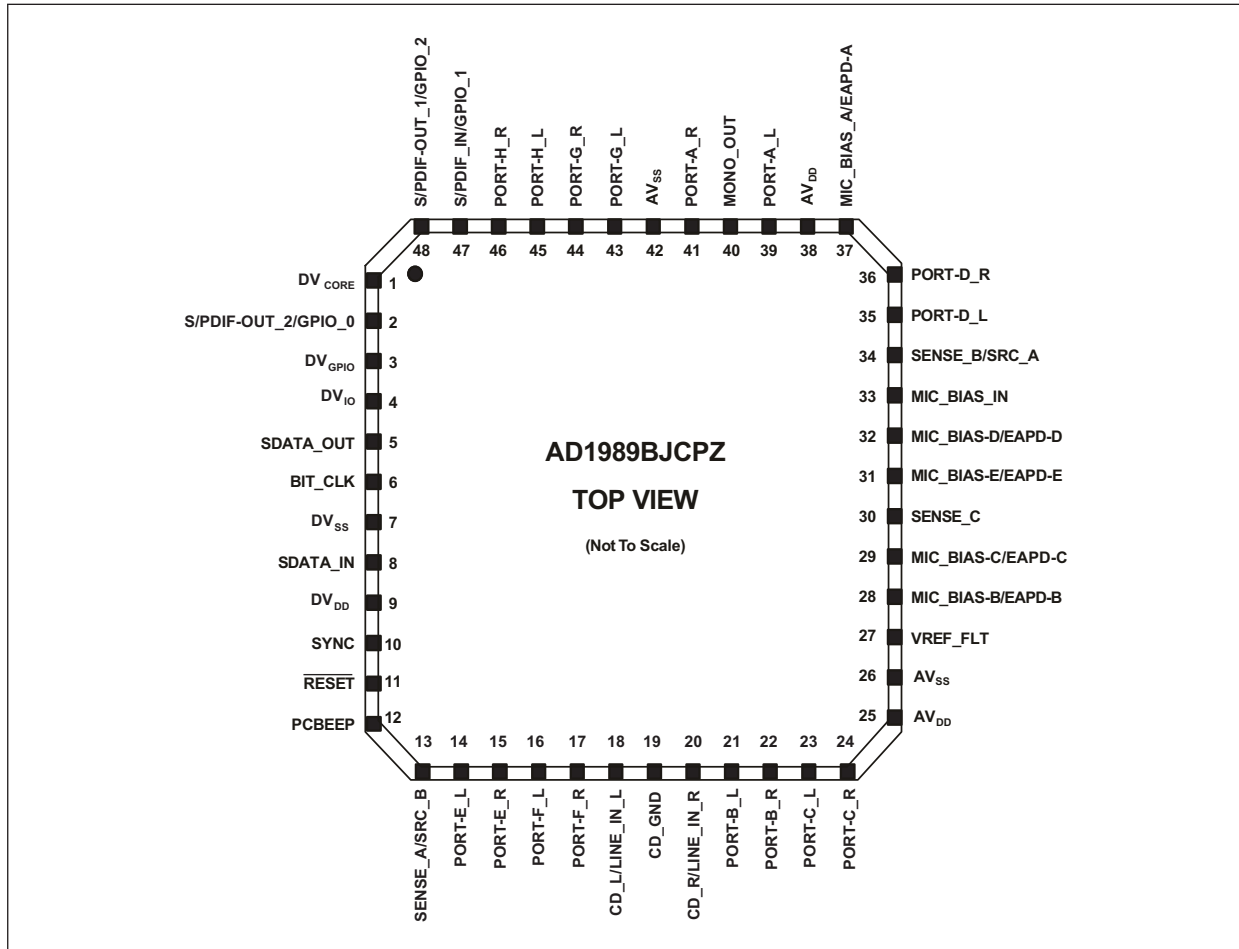 S/PDIF-OUT_1/GPIO_2
S/PDIF_IN/GPIO_1
PORT-H_R
PORT-H_L
PORT-G_R
PORT-G_L
AVSS
PORT-A_R
MONO_OUT
PORT-A_L
AVDD
MIC_BIAS_A/EAPD-A
48 47 46 45 44 43 42 41 40 39 38 37
DVCORE 1
S/PDIF-OUT_2/GPIO_0 2
DVGPIO 3
DVIO 4
SDATA_OUT 5
BIT_CLK 6
DVSS 7
SDATA_IN 8
DVDD 9
SYNC 10
RESET 11
PCBEEP 12
AD1989BJCPZ
TOP VIEW
(Not To Scale)
36 PORT-D_R
35 PORT-D_L
34 SENSE_B/SRC_A
33 MIC_BIAS_IN
32 MIC_BIAS-D/EAPD-D
31 MIC_BIAS-E/EAPD-E
30 SENSE_C
29 MIC_BIAS-C/EAPD-C
28 MIC_BIAS-B/EAPD-B
27 VREF_FLT
26 AVSS
25 AVDD
13 14 15 16 17 18 19 20 21 22 23 24
SENSE_A/SRC_B
PORT-E_L
PORT-E_R
PORT-F_L
PORT-F_R
CD_L/LINE_IN_L
CD_GND
CD_R/LINE_IN_R
PORT-B_L
PORT-B_R
PORT-C_L
PORT-C_R